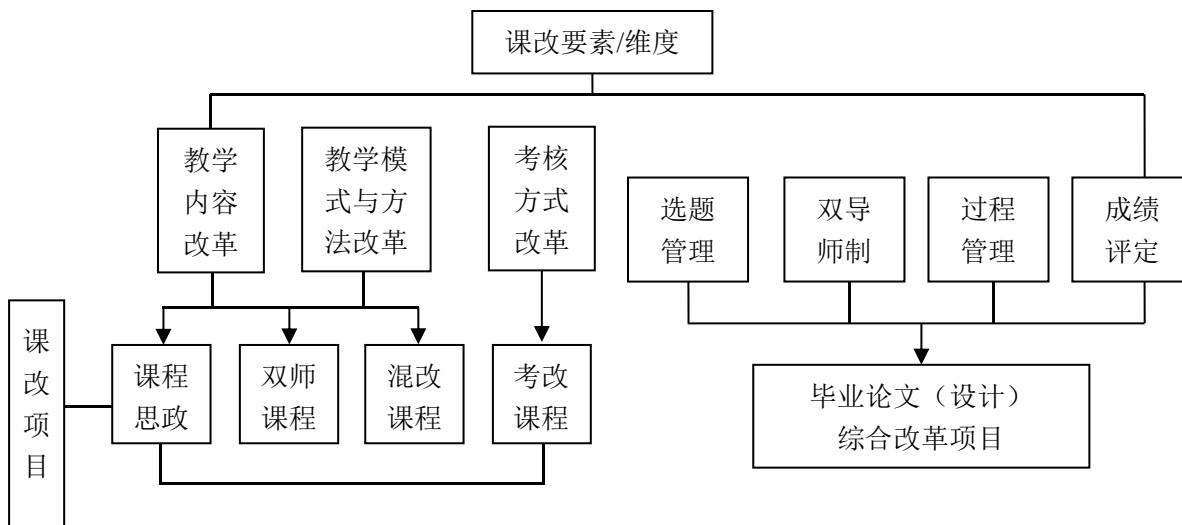 课改要素/维度
教学
内容
改革
教学模
式与方
法改革
考核
方式
改革
选题
管理
双导
师制
过程
管理
成绩
评定
课
改
项
目
课程
思政
双师
课程
混改
课程
考改
课程
毕业论文（设计）
综合改革项目